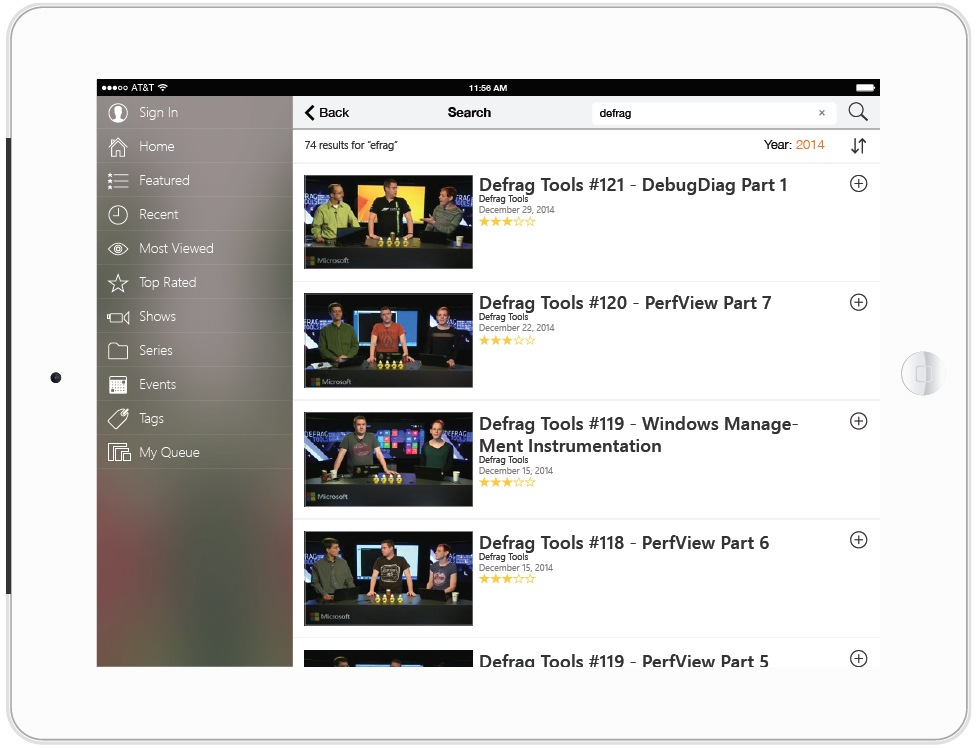 ●●●○○ AT&T 11:56 AM
Sign In
Home
Featured
Recent
Most Viewed
Top Rated
Shows
Series
Events
Tags
My Queue
Back Search defrag ×
74 results for "efrag" Year: 2014
Defrag Tools #121 - DebugDiag Part 1
Defrag Tools
December 29, 2014
Microsoft
Defrag Tools #120 - PerfView Part 7
Defrag Tools
December 22, 2014
Microsoft
Defrag Tools #119 - Windows Manage-
Ment Instrumentation
Defrag Tools
December 15, 2014
DEFRAG
TOOLS
Microsoft
Defrag Tools #118 - PerfView Part 6
Defrag Tools
December 15, 2014
Microsoft
Defrag Tools #119 - PerfView Part 5